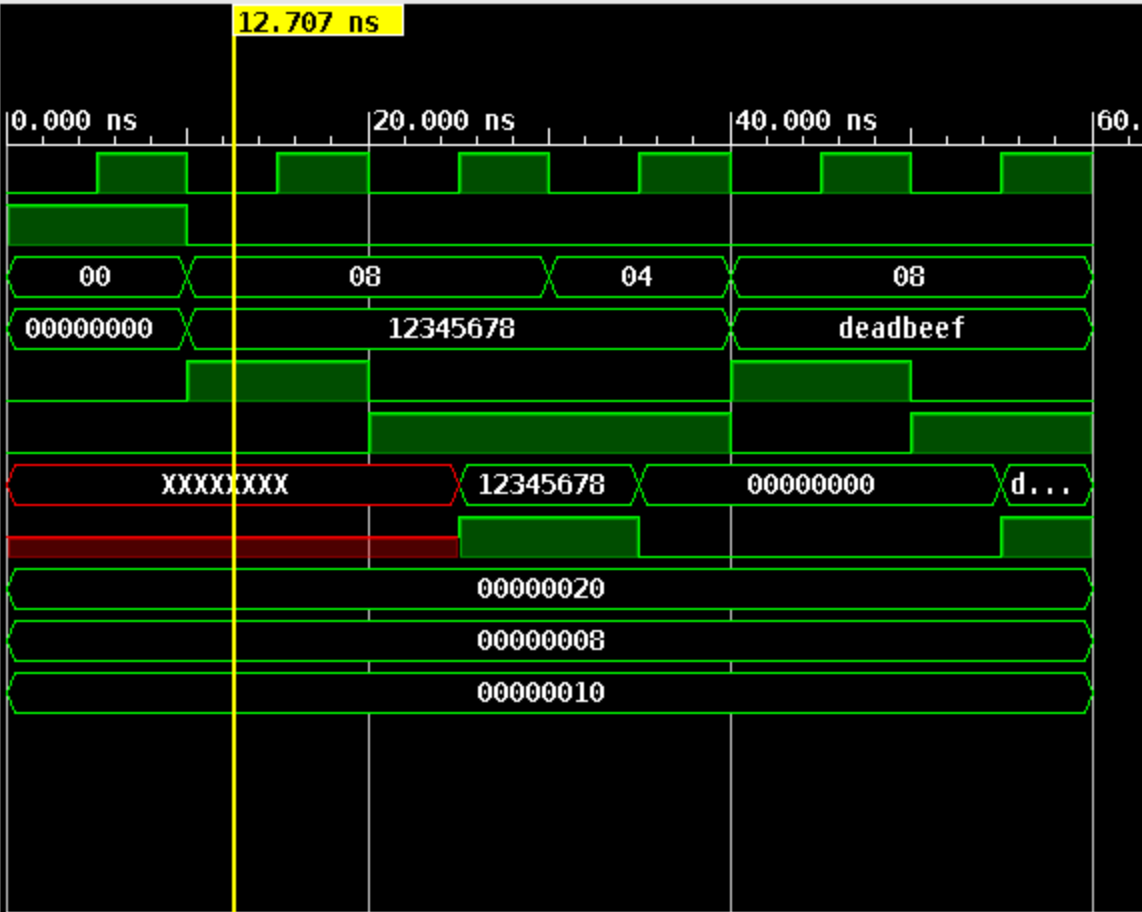 12.707 ns
0.000 ns 20.000 ns 40.000 ns 60.
00 08 04 08
00000000 12345678 deadbeef
XXXXXXXX 12345678 00000000 d...
00000020
00000008
00000010